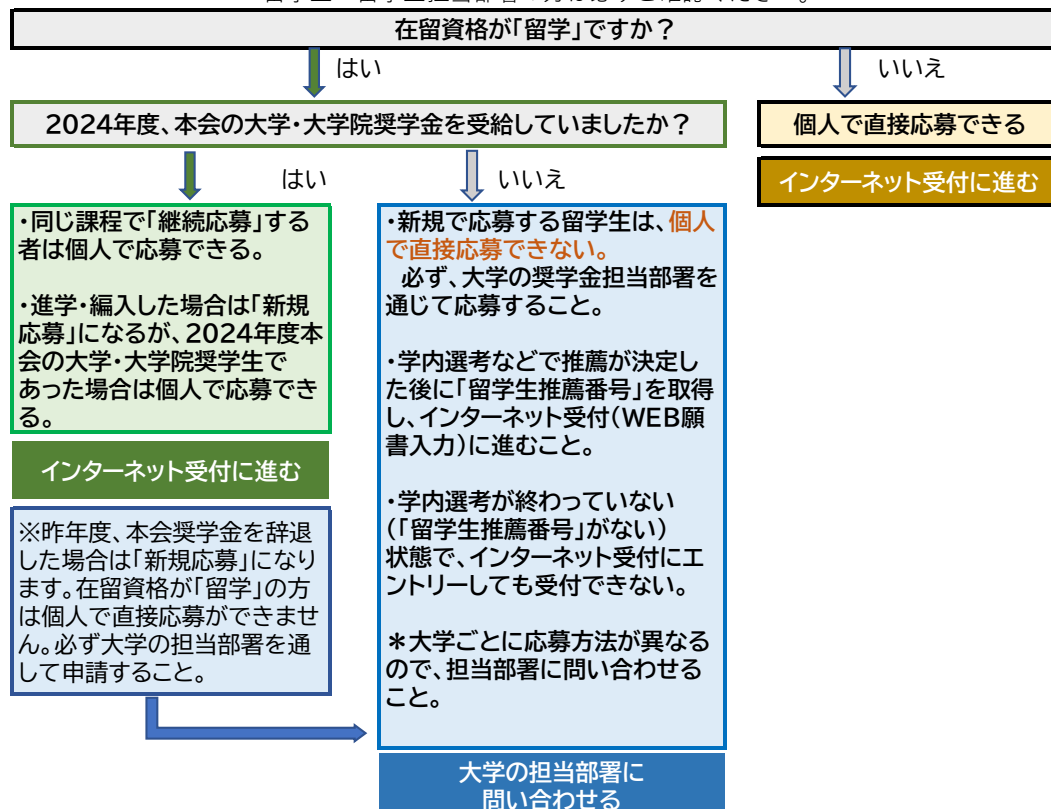 在留資格が「留学」ですか？
はい
いいえ
2024年度、本会の大学・大学院奨学金を受給していましたか？
個人で直接応募できる
インターネット受付に進む
はい
いいえ
・同じ課程で「継続応募」する
者は個人で応募できる。
・進学・編入した場合は「新規
応募」になるが、2024年度本
会の大学・大学院奨学生で
あった場合は個人で応募でき
る。
インターネット受付に進む
※昨年度、本会奨学金を辞退
した場合は「新規応募」になり
ます。在留資格が「留学」の方
は個人で直接応募ができませ
ん。必ず大学の担当部署を通
して申請すること。
・新規で応募する留学生は、個人
で直接応募できない。
必ず、大学の奨学金担当部署を
通じて応募すること。
・学内選考などで推薦が決定し
た後に「留学生推薦番号」を取得
し、インターネット受付（WEB願
書入力）に進むこと。
・学内選考が終わっていない
（「留学生推薦番号」がない）
状態で、インターネット受付にエ
ントリーしても受付できない。
＊大学ごとに応募方法が異なる
ので、担当部署に問い合わせる
こと。
大学の担当部署に
問い合わせる